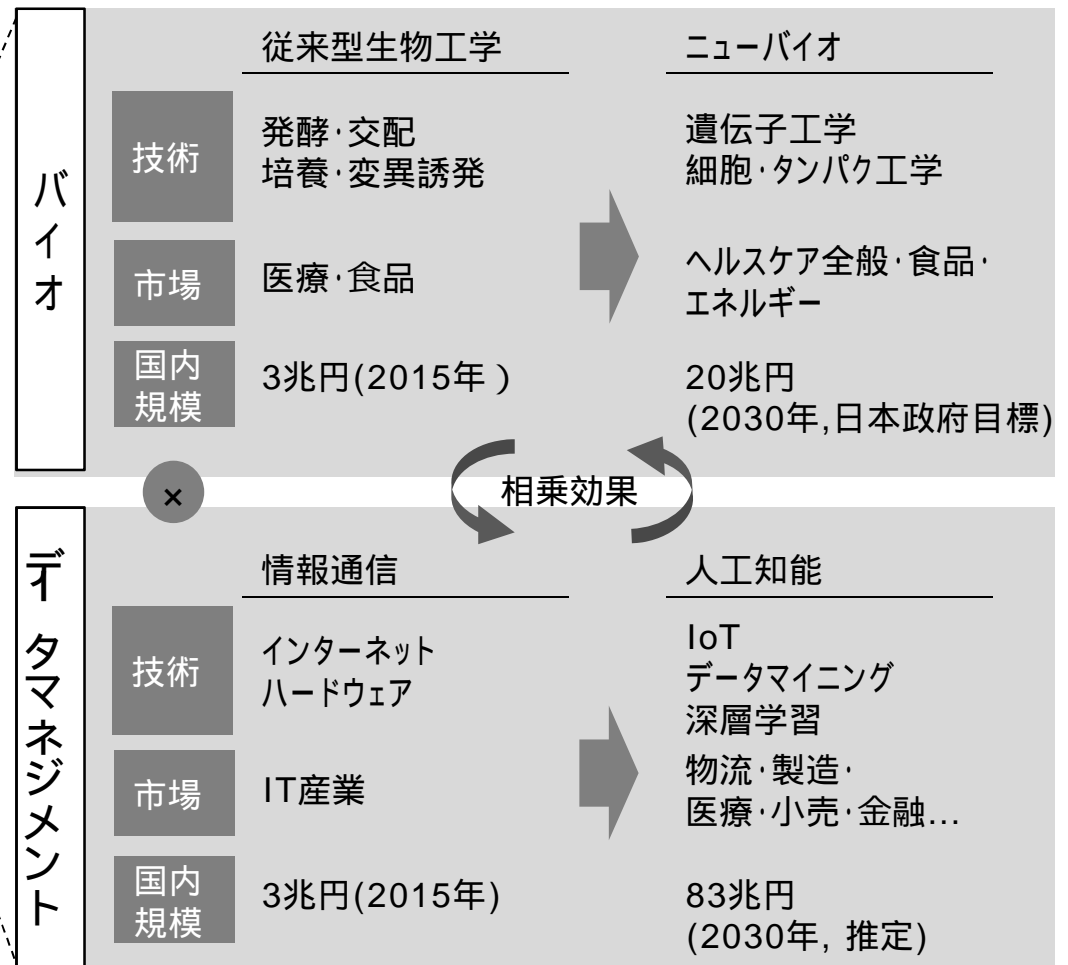 バイオ
従来型生物工学
ニューバイオ
技術
発酵･交配
培養･変異誘発
遺伝子工学
細胞･タンパク工学
市場
医療･食品
ヘルスケア全般･食品･
エネルギー
国内
規模
3兆円(2015年）
20兆円
(2030年,日本政府目標)
×
相乗効果
データマネジメント
情報通信
人工知能
技術
インターネット
ハードウェア
IoT
データマイニング
深層学習
市場
IT産業
物流･製造･
医療･小売･金融…
国内
規模
3兆円(2015年)
83兆円
(2030年, 推定)